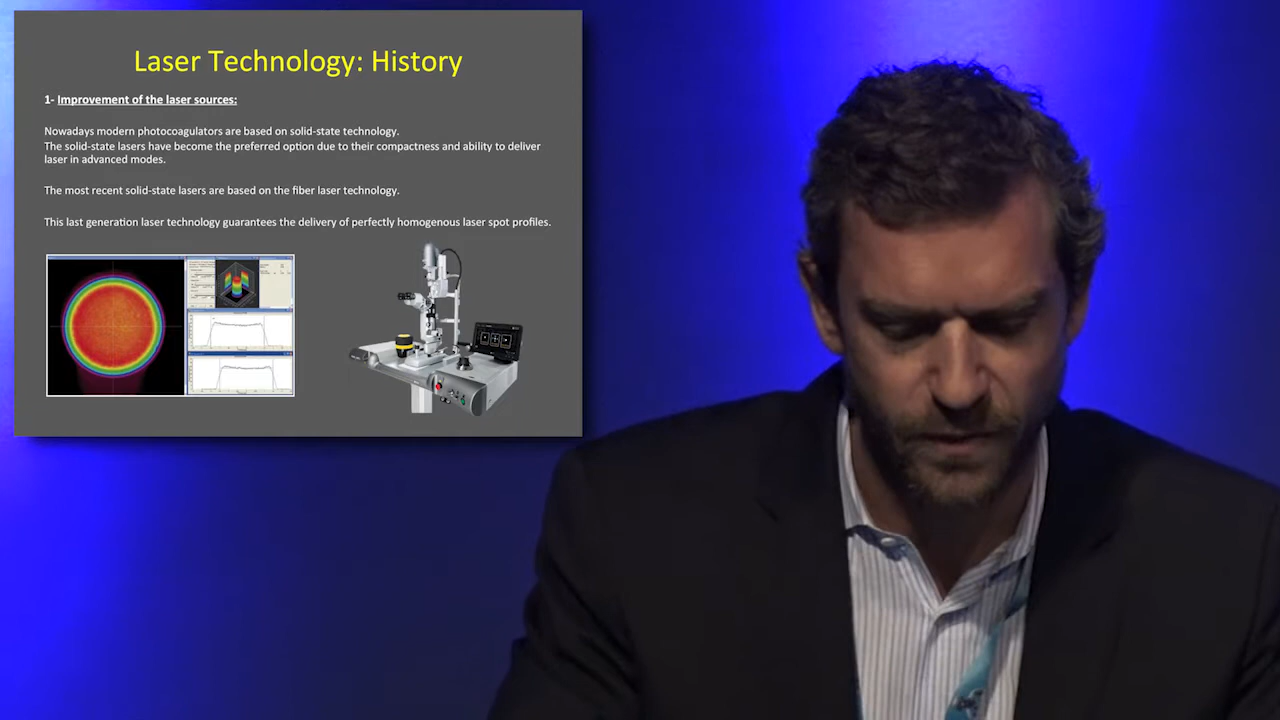 Laser Technology: History
1- Improvement of the laser sources:
Nowadays modern photocoagulators are based on solid-state technology.
The solid-state lasers have become the preferred option due to their compactness and ability to deliver
laser in advanced modes.
The most recent solid-state lasers are based on the fiber laser technology.
This last generation laser technology guarantees the delivery of perfectly homogenous laser spot profiles.